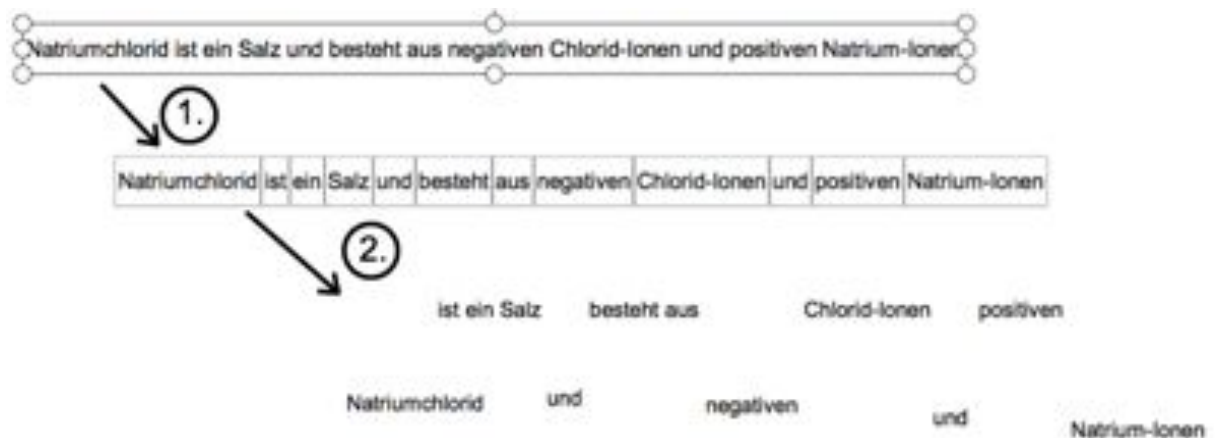 Natriumchlorid ist ein Salz und besteht aus negativen Chlorid-Ionen und positiven Natrium-Ionen.
1.
Natriumchlorid ist ein Salz und besteht aus negativen Chlorid-Ionen und positiven Natrium-Ionen
2.
ist ein Salz besteht aus Chlorid-Ionen positiven
Natriumchlorid und negativen und Natrium-Ionen